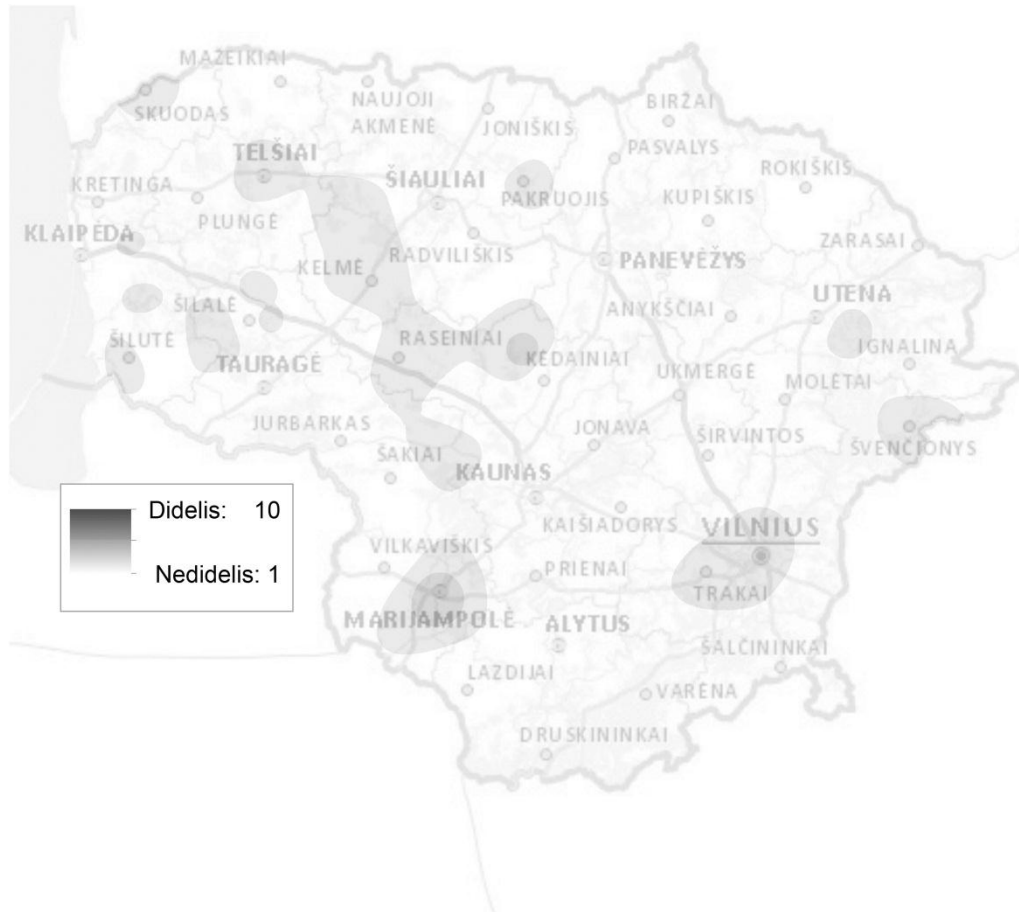 MAŽEIKIAI
SKUODAS
NAUJOJI
AKMENĖ
JONIŠKIS
BIRŽAI
PASVALYS
ROKIŠKIS
TELŠIAI
ŠIAULIAI
KRETINGA
PLUNGĖ
PAKRUOJIS
KUPIŠKIS
KLAIPĖDA
RADVILIŠKIS
PANEVĖŽYS
ZARASAI
KELMĖ
ŠILALĖ
ANYKŠČIAI
UTENA
ŠILUTĖ
TAURAGĖ
RASEINIAI
KĖDAINIAI
UKMERGĖ
IGNALINA
MOLĖTAI
JURBARKAS
ŠAKIAI
JONAVA
ŠIRVINTOS
ŠVENČIONYS
KAUNAS
Didelis: 10
Nedidelis: 1
KAIŠIADORYS
VILNIUS
VILKAVIŠKIS
PRIENAI
TRAKAI
MARIJAMPOLĖ
ALYTUS
ŠALČININKAI
LAZDIJAI
VARĖNA
DRUSKININKAI